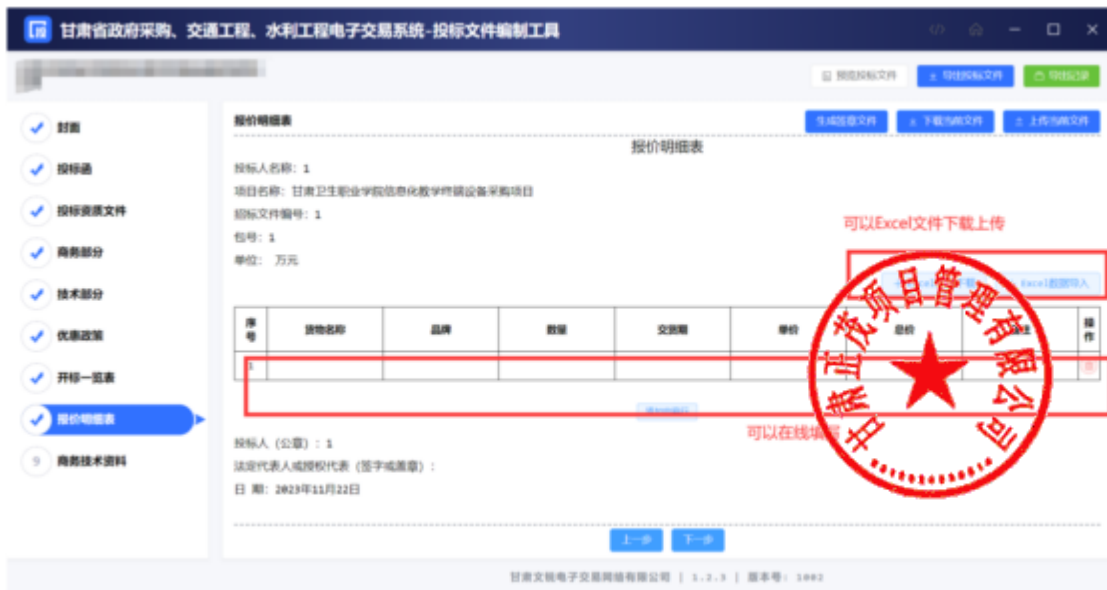 甘肃省政府采购、交通工程、水利工程电子交易系统-投标文件编制工具
预览投标文件 导出投标文件 导出记录
封面
投标函
投标资质文件
商务部分
技术部分
优惠政策
开标一览表
报价明细表
9 商务技术资料
报价明细表 生成签章文件 下载当前文件 上传当前文件
报价明细表
投标人名称：1
项目名称：甘肃卫生职业学院信息化教学终端设备采购项目
招标文件编号：1
包号：1
单位： 万元
可以Excel文件下载上传
Excel数据导入
序号 货物名称 品牌 数量 交货期 单价 总价 操作
1
可以在线填写
投标人（公章）：1
法定代表人或授权代表（签字或盖章）：
日 期：2023年11月22日
上一步 下一步
甘肃正茂项目管理有限公司
甘肃文锐电子交易网络有限公司 | 1.2.3 | 版本号：1002